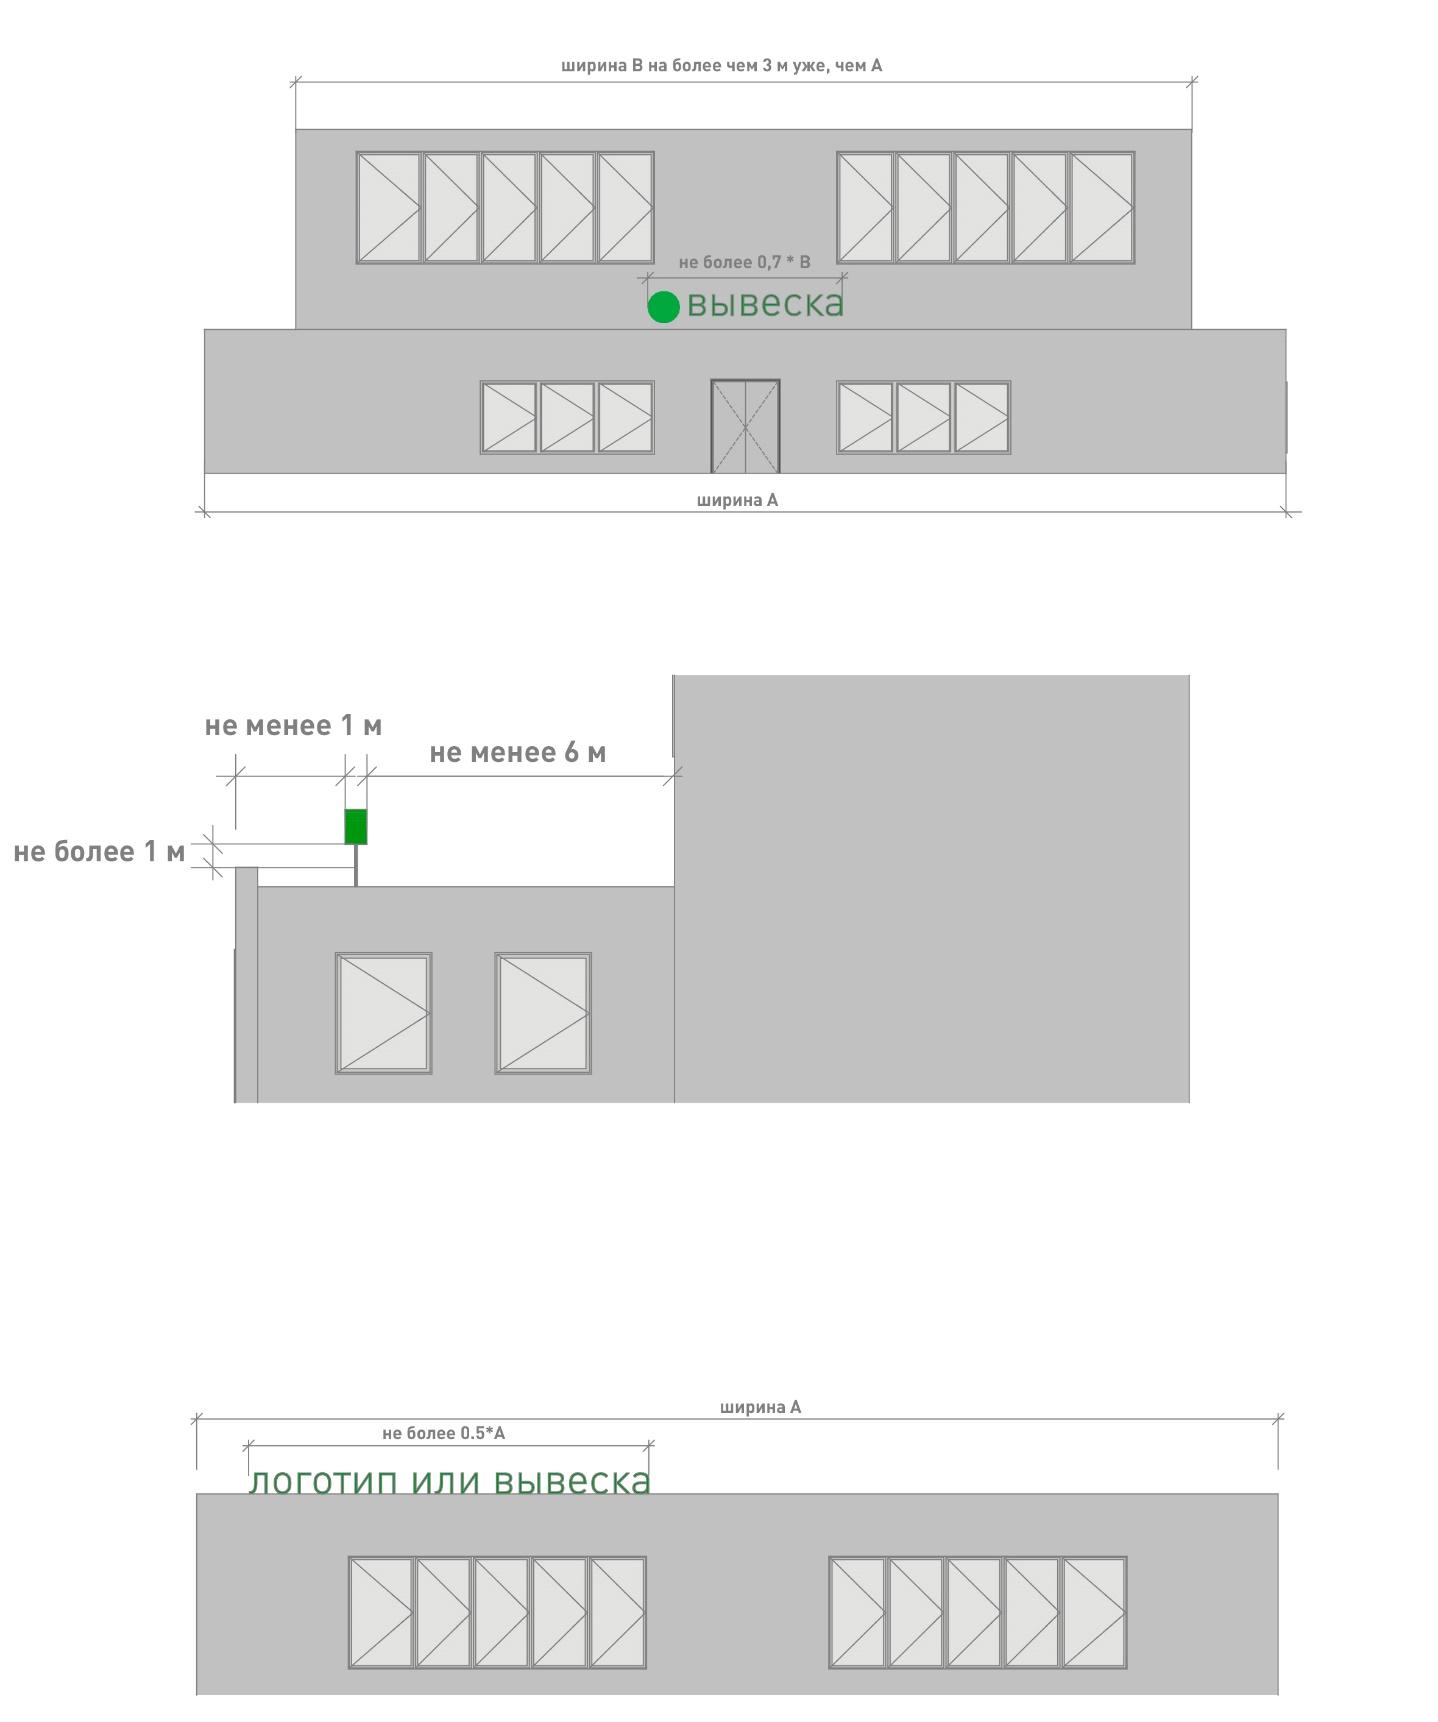 ширина В на более чем 3 м уже, чем А
не более 0,7 * В
вывеска
ширина А
не менее 1 м
не менее 6 м
не более 1 м
ширина А
не более 0.5*А
логотип или вывеска